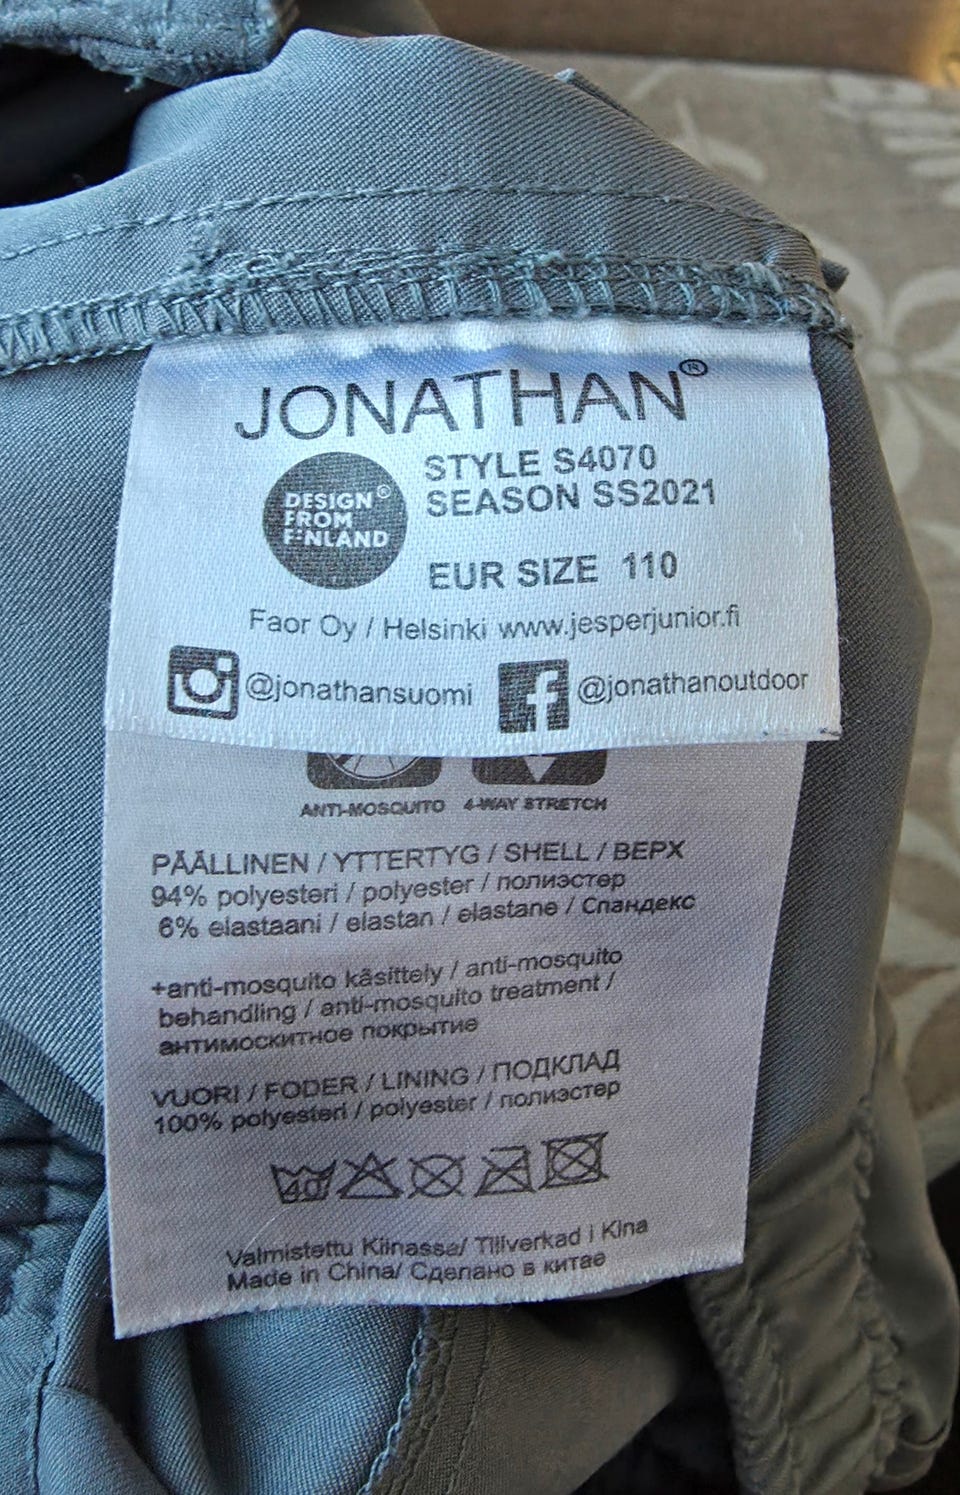 JONATHAN®
DESIGN©
FROM
FINLAND
STYLE S4070
SEASON SS2021
EUR SIZE 110
Faor Oy / Helsinki www.jesperjunior.fi
@jonathansuomi
@jonathanoutdoor
ANTI-MOSQUITO 4-WAY STRETCH
PÄÄLLINEN / YTTERTYG / SHELL / ВЕРХ
94% polyesteri / polyester / полиэстер
6% elastaani / elastan / elastane / Спандекс
+anti-mosquito käsittely / anti-mosquito
behandling / anti-mosquito treatment /
антимоскитное покрытие
VUORI / FODER / LINING / ПОДКЛАД
100% polyesteri / polyester / полиэстер
40
Valmistettu Kiinassa/ Tillverkad i Kina
Made in China/ Сделано в китае